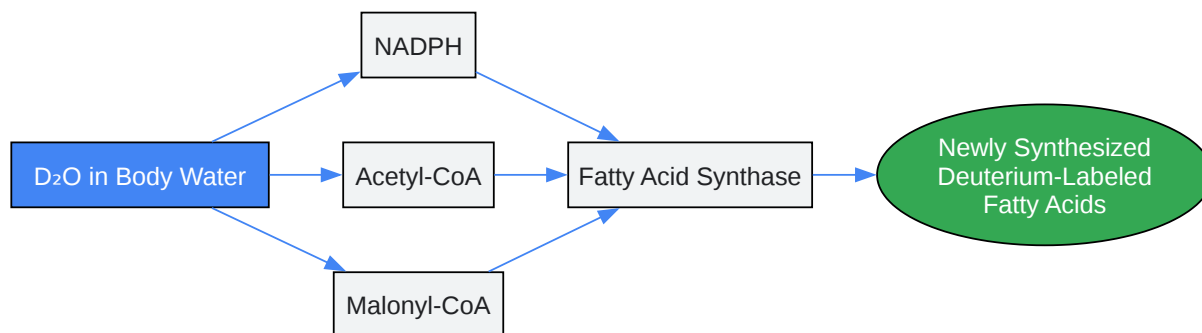 NADPH
D₂O in Body Water
Acetyl-CoA
Fatty Acid Synthase
Newly Synthesized
Deuterium-Labeled
Fatty Acids
Malonyl-CoA